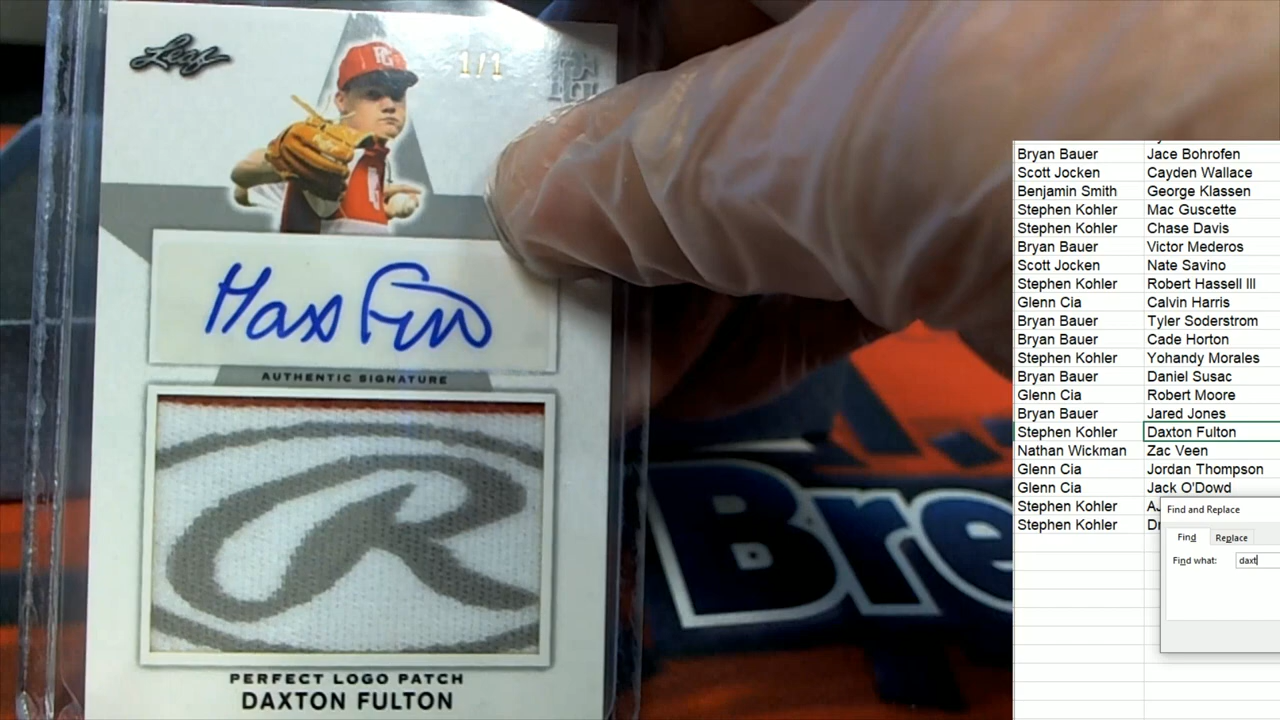 Leaf
1/1
PG
AUTHENTIC SIGNATURE
R
PERFECT LOGO PATCH
DAXTON FULTON
Bre
Bryan Bauer Jace Bohrofen
Scott Jocken Cayden Wallace
Benjamin Smith George Klassen
Stephen Kohler Mac Guscette
Stephen Kohler Chase Davis
Bryan Bauer Victor Mederos
Scott Jocken Nate Savino
Stephen Kohler Robert Hassell III
Glenn Cia Calvin Harris
Bryan Bauer Tyler Soderstrom
Bryan Bauer Cade Horton
Stephen Kohler Yohandy Morales
Bryan Bauer Daniel Susac
Glenn Cia Robert Moore
Bryan Bauer Jared Jones
Stephen Kohler Daxton Fulton
Nathan Wickman Zac Veen
Glenn Cia Jordan Thompson
Glenn Cia Jack O'Dowd
Stephen Kohler
Stephen Kohler
Find and Replace
Find Replace
Find what: daxt